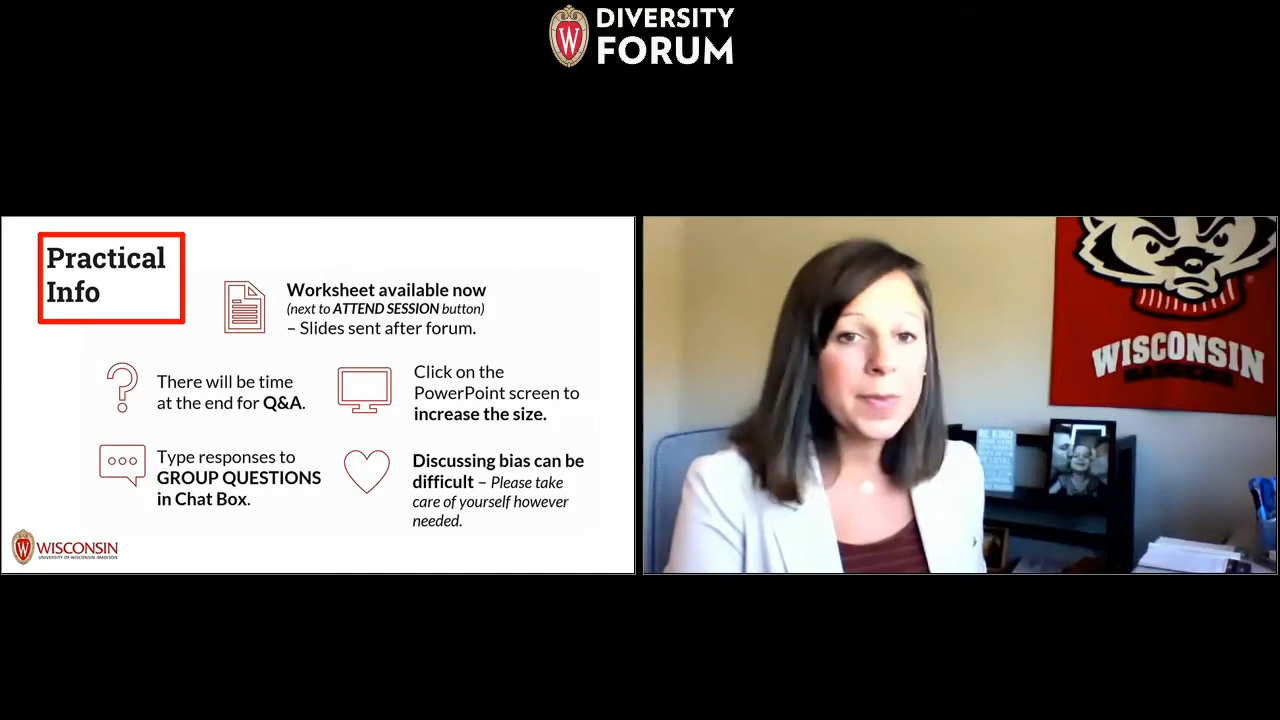 DIVERSITY
FORUM
Practical
Info
Worksheet available now
(next to ATTEND SESSION button)
– Slides sent after forum.
There will be time
at the end for Q&A.
Click on the
PowerPoint screen to
increase the size.
Type responses to
GROUP QUESTIONS
in Chat Box.
Discussing bias can be
difficult – Please take
care of yourself however
needed.
W
WISCONSIN
UNIVERSITY OF WISCONSIN–MADISON
WISCONSIN